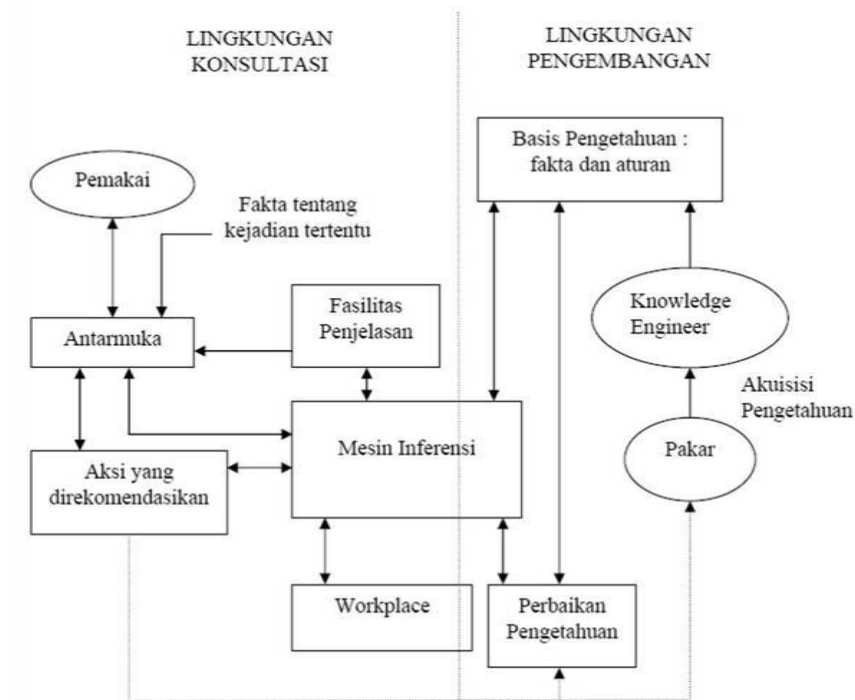 LINGKUNGAN
KONSULTASI
LINGKUNGAN
PENGEMBANGAN
Basis Pengetahuan :
fakta dan aturan
Pemakai
Fakta tentang
kejadian tertentu
Knowledge
Engineer
Fasilitas
Penjelasan
Antarmuka
Akuisisi
Pengetahuan
Mesin Inferensi
Pakar
Aksi yang
direkomendasikan
Workplace
Perbaikan
Pengetahuan